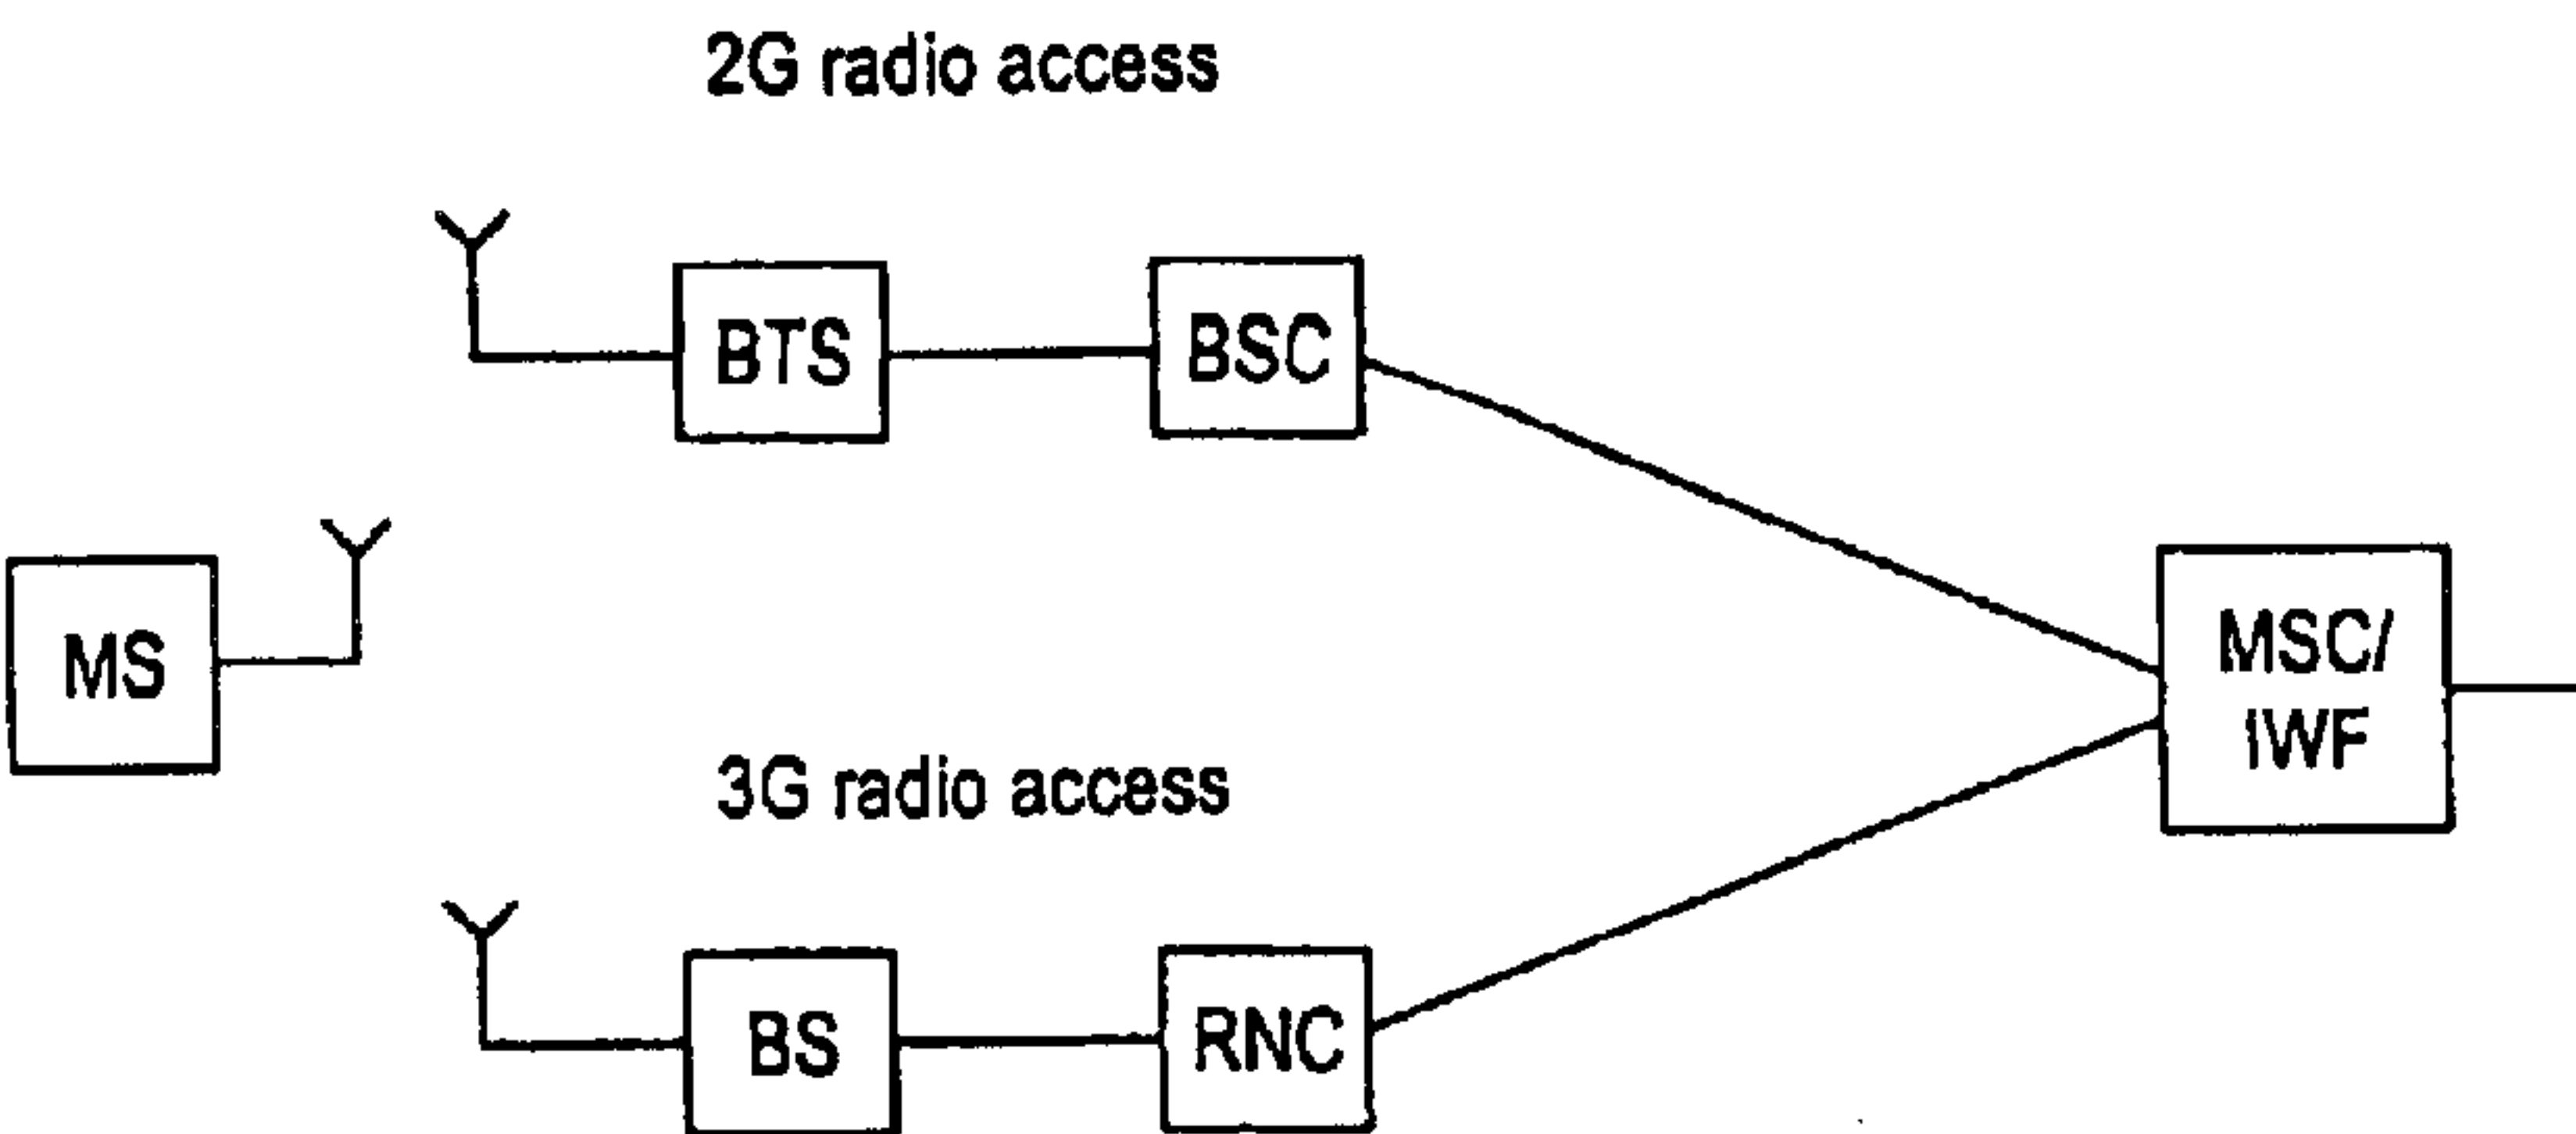 2G radio access
BTS
BSC
MS
MSC/
IWF
3G radio access
BS
RNC